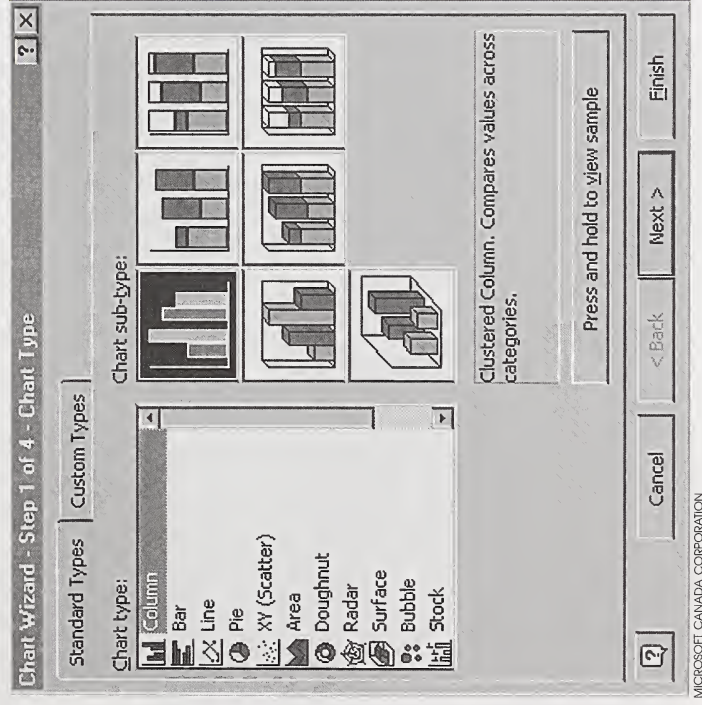 Chart Wizard - Step 1 of 4 - Chart Type
? X
Standard Types
Custom Types
Chart type:
Column
Bar
Line
Pie
XY (Scatter)
Area
Doughnut
Radar
Surface
Bubble
Stock
Chart sub-type:
Clustered Column. Compares values across
categories.
Press and hold to view sample
?
Cancel
< Back
Next >
Finish
MICROSOFT CANADA CORPORATION